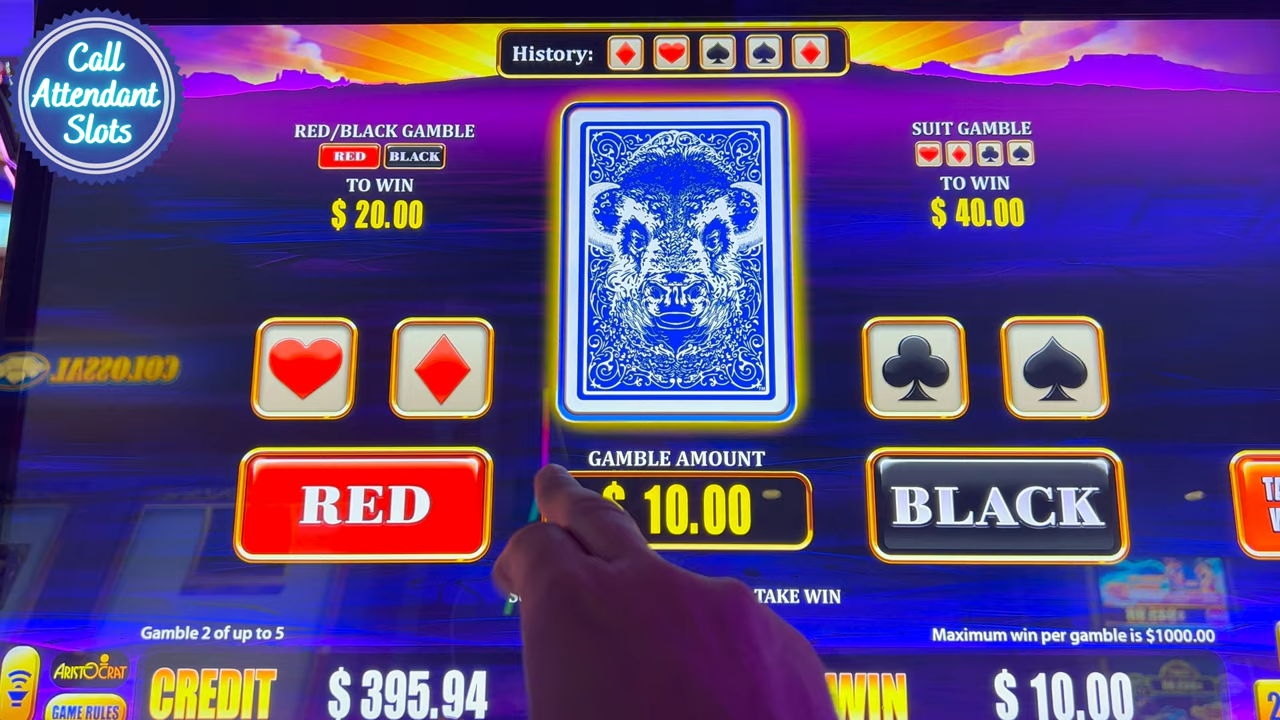 Call
Attendant
Slots
History:
RED/BLACK GAMBLE
RED BLACK
TO WIN
$ 20.00
SUIT GAMBLE
TO WIN
$ 40.00
COLOSSAL
GAMBLE AMOUNT
$ 10.00
RED
BLACK
TAKE WIN
Gamble 2 of up to 5
Maximum win per gamble is $1000.00
ARISTOCRAT
GAME RULES
CREDIT
$ 395.94
WIN
$ 10.00